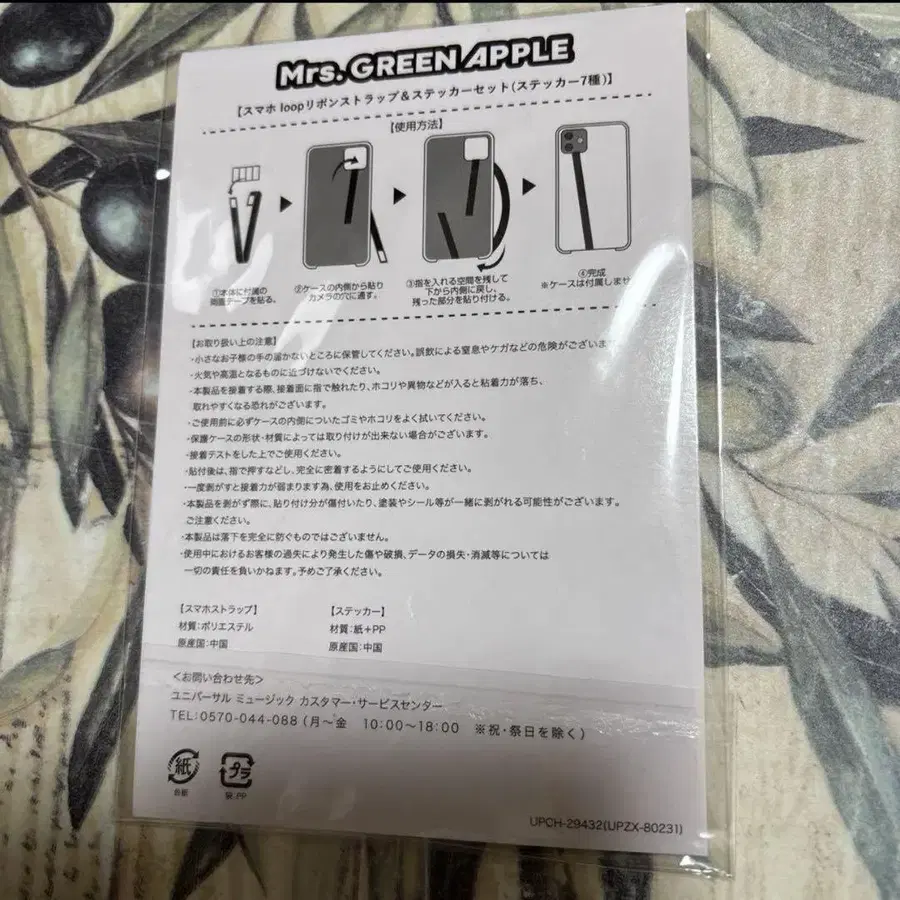 Mrs. GREEN APPLE
【スマホ loopリボンストラップ＆ステッカーセット(ステッカー7種)】
【使用方法】
①本体に付属の
両面テープを貼る。
②ケースの内側から貼り
カメラの穴に通す。
③指を入れる空間を残して
下から内側に戻し、
残った部分を貼り付ける。
④完成
※ケースは付属しませ
【お取り扱い上の注意】
・小さなお子様の手の届かないところに保管してください。誤飲による窒息やケガなどの危険がございま
・火気や高温となるものに近づけないでください。
・本製品を接着する際、接着面に指で触れたり、ホコリや異物などが入ると粘着力が落ち、
取れやすくなる恐れがございます。
・ご使用前に必ずケースの内側についたゴミやホコリをよく拭いてください。
・保護ケースの形状・材質によっては取り付けが出来ない場合がございます。
・接着テストをした上でご使用ください。
・貼付後は、指で押すなどし、完全に密着するようにしてご使用ください。
・一度剥がすと接着力が弱まります為、使用をお止めください。
・本製品を剥がす際に、貼り付け分が傷付いたり、塗装やシール等が一緒に剥がれる可能性がございます。
ご注意ください。
・本製品は落下を完全に防ぐものではございません。
・使用中におけるお客様の過失により発生した傷や破損、データの損失・消滅等については
一切の責任を負いかねます。予めご了承ください。
【スマホストラップ】
材質：ポリエステル
原産国：中国
【ステッカー】
材質：紙＋PP
原産国：中国
＜お問い合わせ先＞
ユニバーサル ミュージック カスタマー・サービスセンター
TEL：0570-044-088 (月～金　10：00～18：00　※祝・祭日を除く)
紙
台紙
プラ
袋：PP
UPCH-29432(UPZX-80231)